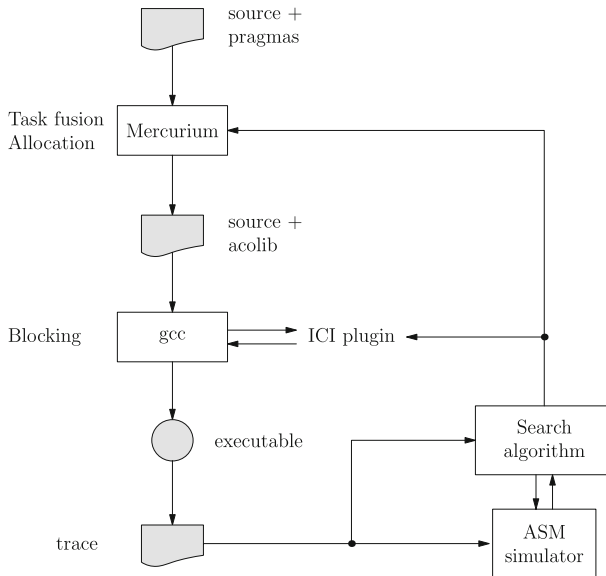 source +
pragmas
Task fusion
Allocation
Mercurium
source +
acolib
Blocking
gcc
ICI plugin
executable
Search
algorithm
trace
ASM
simulator